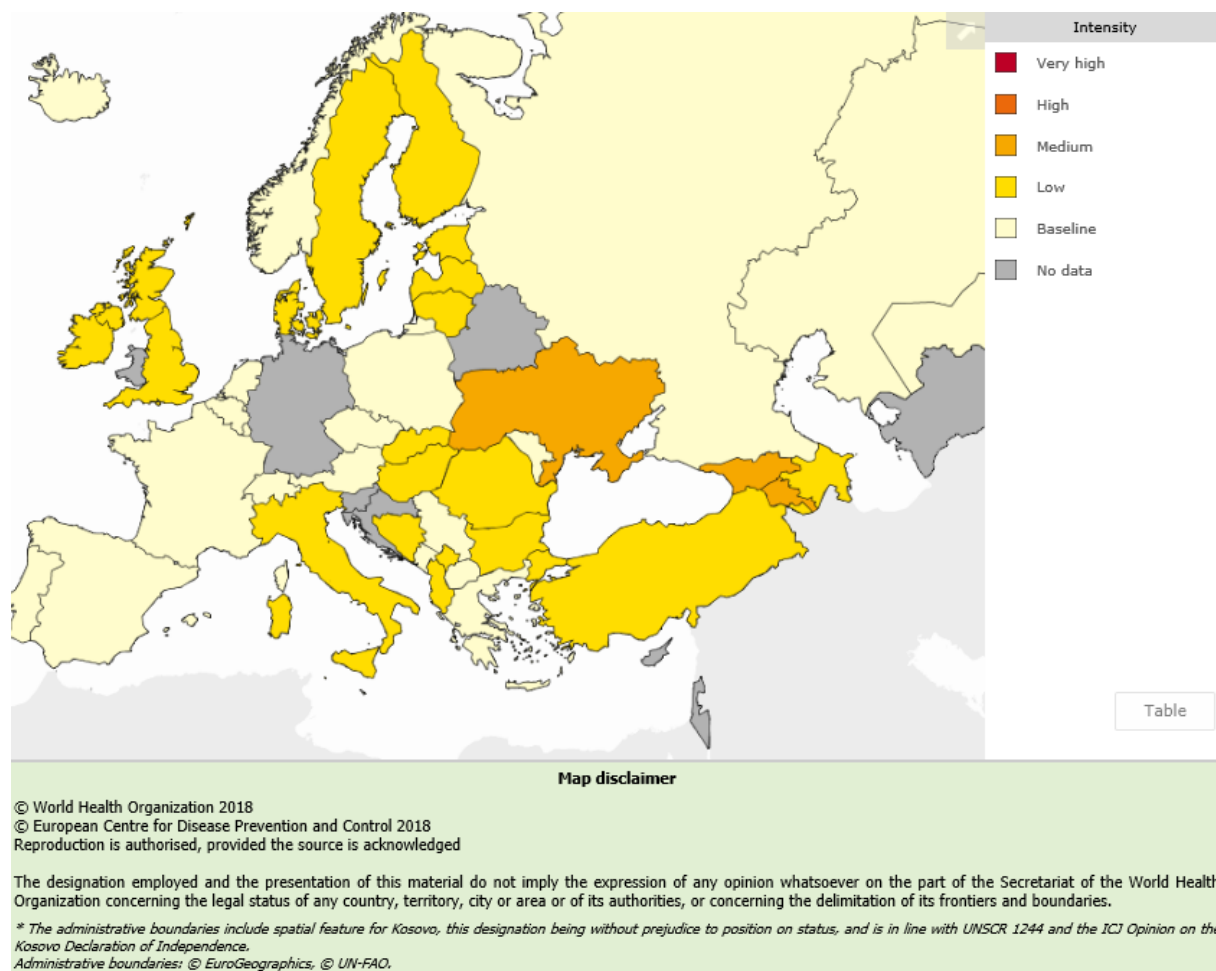 Intensity
Very high
High
Medium
Low
Baseline
No data
Table
Map disclaimer
© World Health Organization 2018
© European Centre for Disease Prevention and Control 2018
Reproduction is authorised, provided the source is acknowledged
The designation employed and the presentation of this material do not imply the expression of any opinion whatsoever on the part of the Secretariat of the World Health
Organization concerning the legal status of any country, territory, city or area or of its authorities, or concerning the delimitation of its frontiers and boundaries.
* The administrative boundaries include spatial feature for Kosovo, this designation being without prejudice to position on status, and is in line with UNSCR 1244 and the ICJ Opinion on the
Kosovo Declaration of Independence.
Administrative boundaries: © EuroGeographics, © UN-FAO.